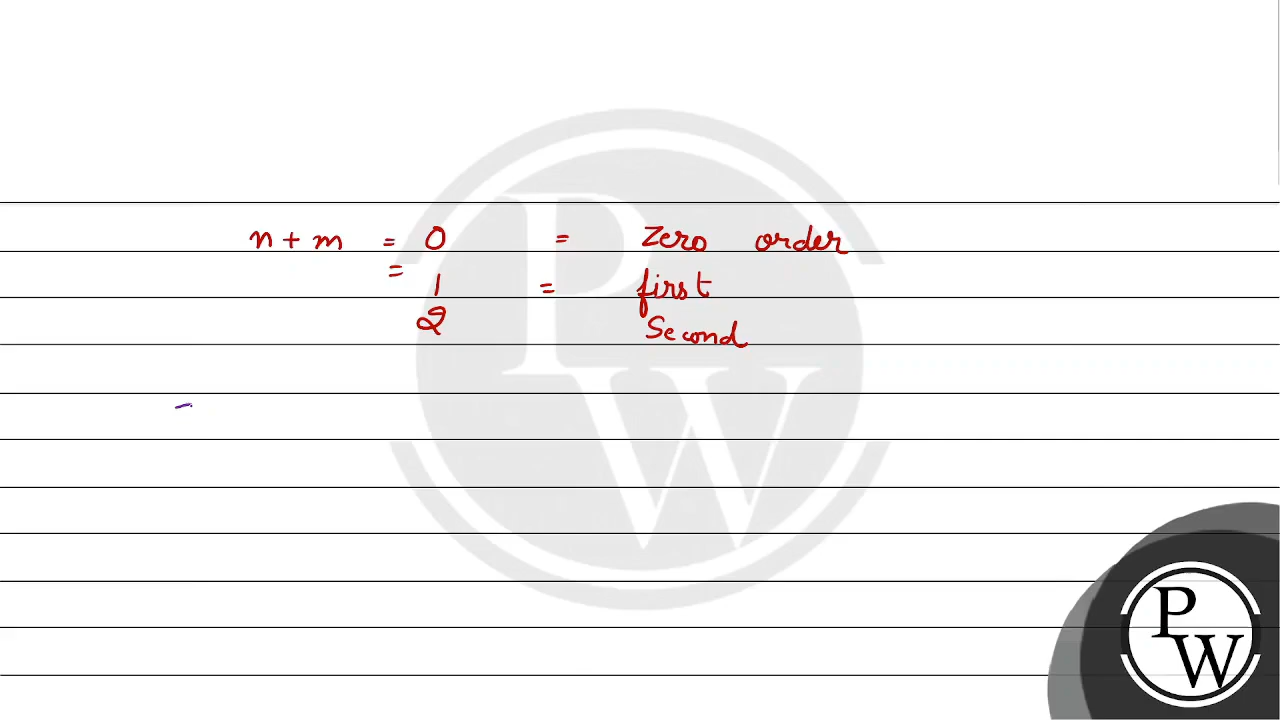 n + m = 0 = Zero order
= 1 = first
2 Second
P W
P W